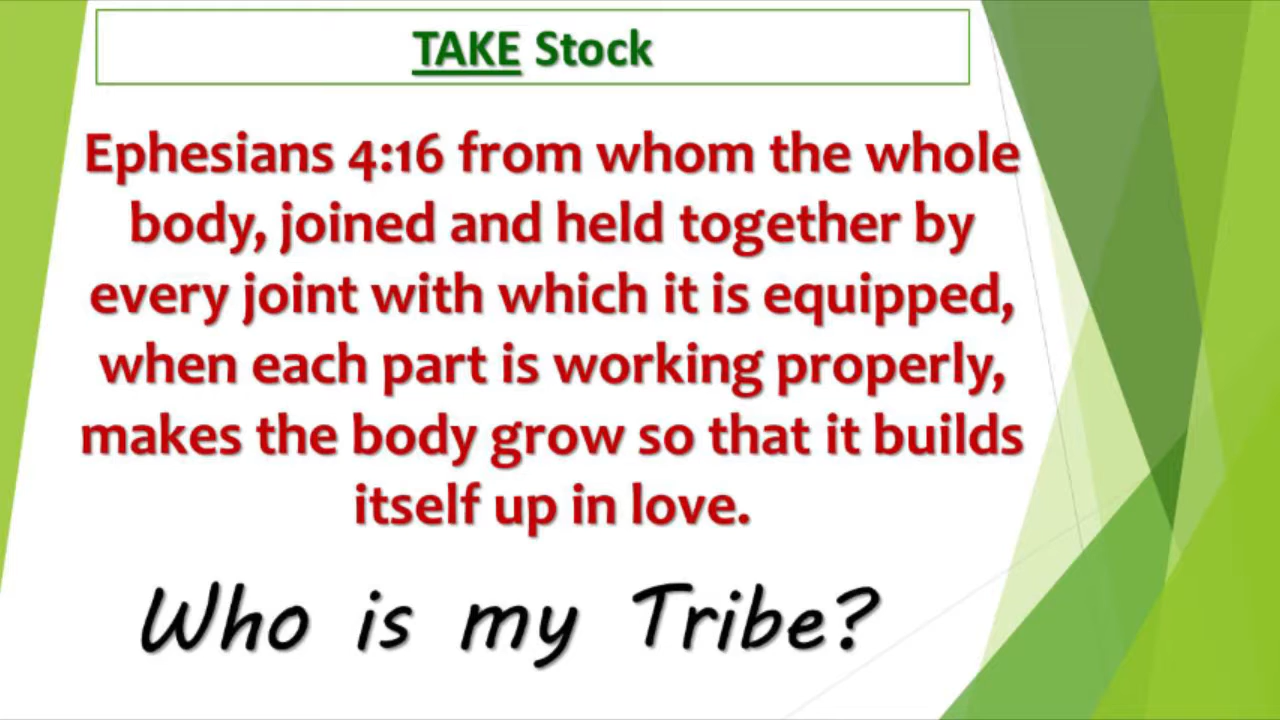 TAKE Stock
Ephesians 4:16 from whom the whole
body, joined and held together by
every joint with which it is equipped,
when each part is working properly,
makes the body grow so that it builds
itself up in love.
Who is my Tribe?